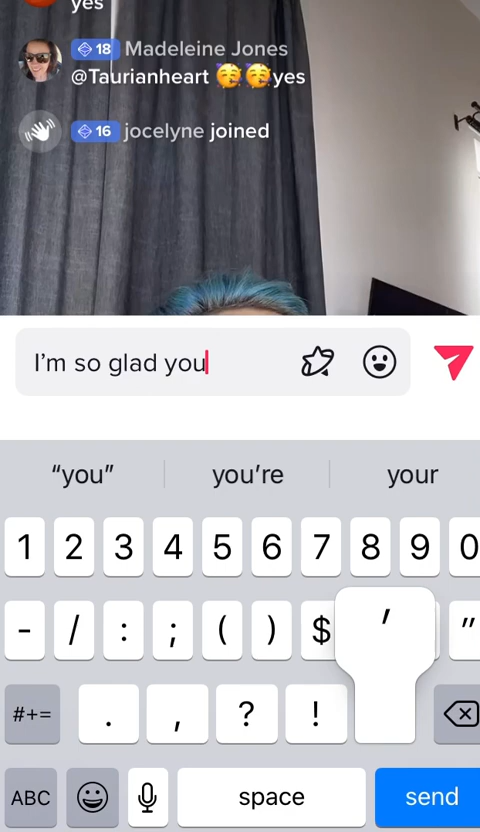 yes
18 Madeleine Jones
@Taurianheart 🥳🥳yes
16 jocelyne joined
I’m so glad you
“you” you’re your
1 2 3 4 5 6 7 8 9 0
- / : ; ( ) $ "
#+= . , ? ! '
ABC space send